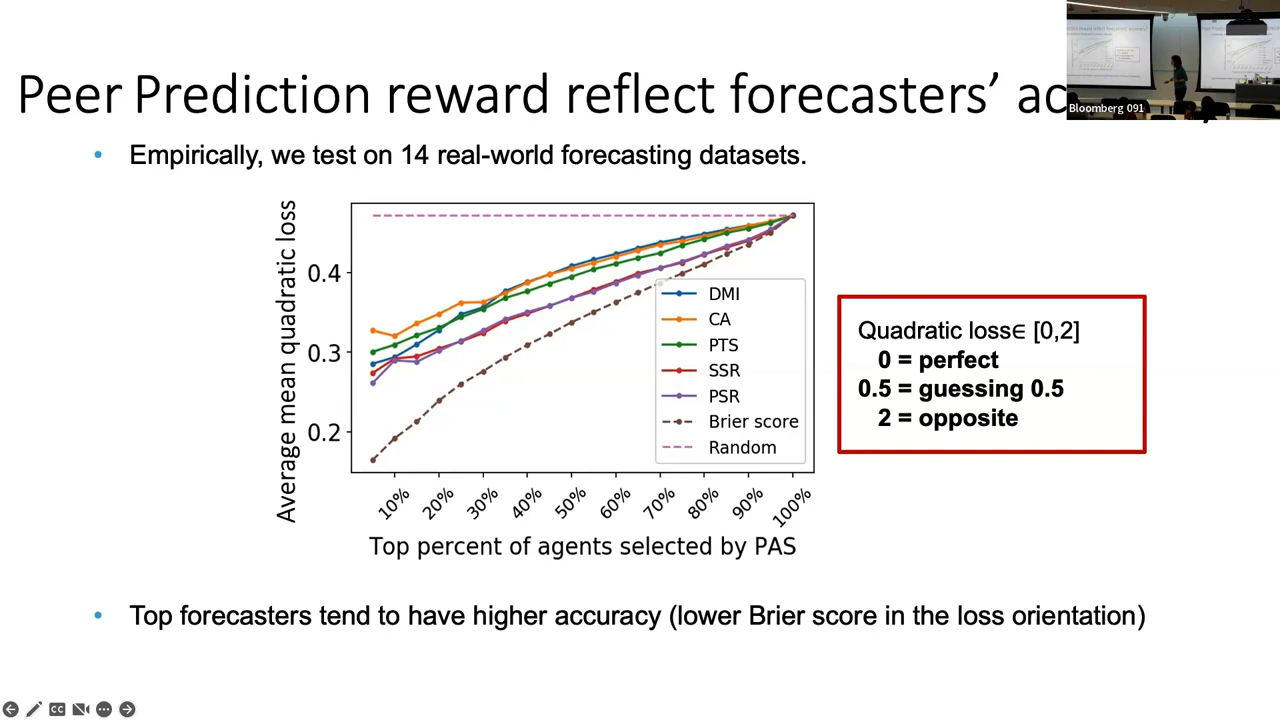 Peer Prediction reward reflect forecasters’
Bloomberg 091
• Empirically, we test on 14 real-world forecasting datasets.
Average mean quadratic loss
0.4
0.3
0.2
DMI
CA
PTS
SSR
PSR
Brier score
Random
10%
20%
30%
40%
50%
60%
70%
80%
90%
100%
Top percent of agents selected by PAS
Quadratic loss∈ [0,2]
0 = perfect
0.5 = guessing 0.5
2 = opposite
• Top forecasters tend to have higher accuracy (lower Brier score in the loss orientation)
CC